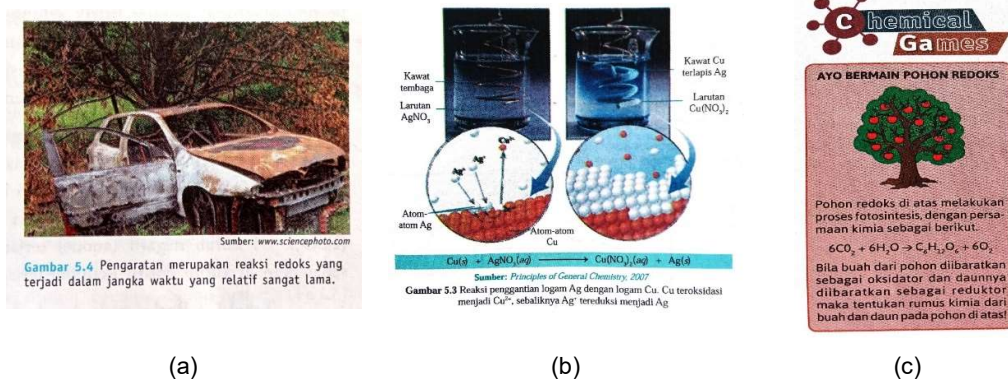 Sumber: www.sciencephoto.com
Gambar 5.4 Pengaratan merupakan reaksi redoks yang
terjadi dalam jangka waktu yang relatif sangat lama.
(a)
Kawat
tembaga
Larutan
AgNO₃
Kawat Cu
terlapis Ag
Larutan
Cu(NO₃)₂
Ag⁺
Ag⁺
Cu²⁺
Atom-
atom Ag
Atom-atom
Cu
Cu(s) + AgNO₃(aq) → Cu(NO₃)₂(aq) + Ag(s)
Sumber: Principles of General Chemistry, 2007
Gambar 5.3 Reaksi penggantian logam Ag dengan logam Cu. Cu teroksidasi
menjadi Cu²⁺, sebaliknya Ag⁺ tereduksi menjadi Ag
(b)
Chemical
Games
AYO BERMAIN POHON REDOKS
Pohon redoks di atas melakukan
proses fotosintesis, dengan persa-
maan kimia sebagai berikut.
6CO₂ + 6H₂O → C₆H₁₂O₆ + 6O₂
Bila buah dari pohon diibaratkan
sebagai oksidator dan daunnya
diibaratkan sebagai reduktor
maka tentukan rumus kimia dari
buah dan daun pada pohon di atas!
(c)